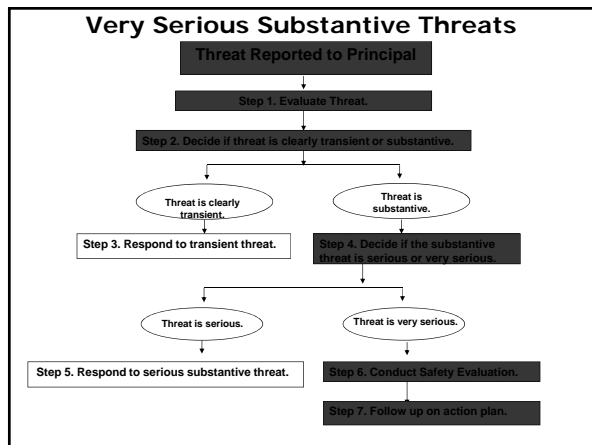 Very Serious Substantive Threats
Threat Reported to Principal
Step 1. Evaluate Threat.
Step 2. Decide if threat is clearly transient or substantive.
Threat is clearly
transient.
Threat is
substantive.
Step 3. Respond to transient threat.
Step 4. Decide if the substantive
threat is serious or very serious.
Threat is serious.
Threat is very serious.
Step 5. Respond to serious substantive threat.
Step 6. Conduct Safety Evaluation.
Step 7. Follow up on action plan.